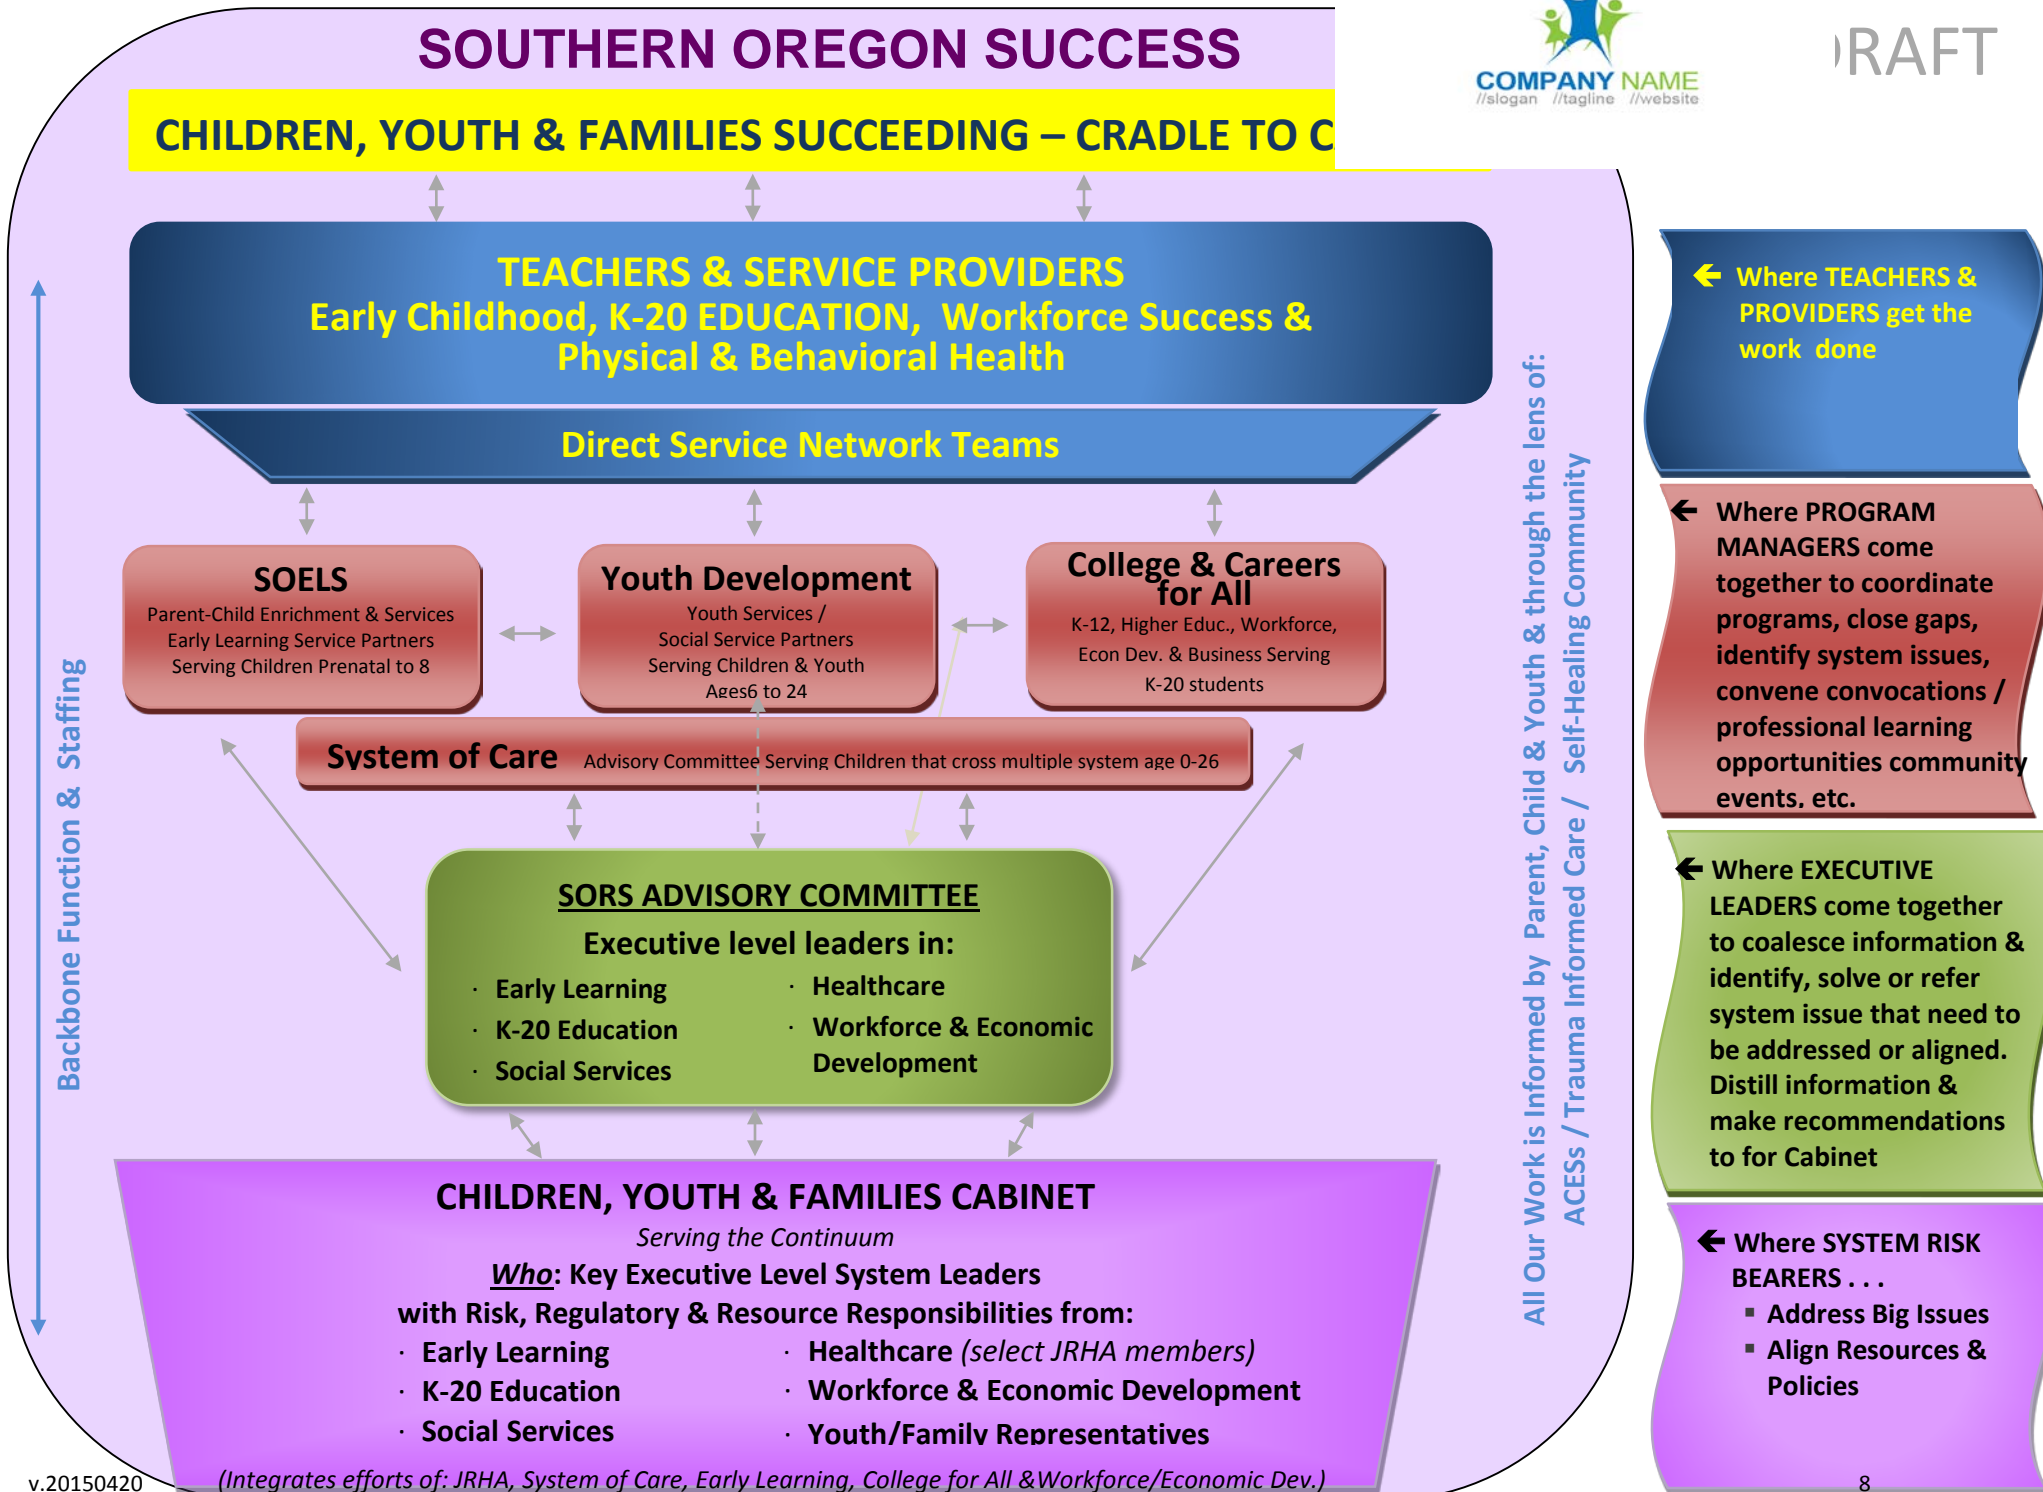 SOUTHERN OREGON SUCCESS
COMPANY NAME
//slogan //tagline //website
CHILDREN, YOUTH & FAMILIES SUCCEEDING – CRADLE TO
TEACHERS & SERVICE PROVIDERS
Early Childhood, K-20 EDUCATION, Workforce Success &
Physical & Behavioral Health
Direct Service Network Teams
SOELS
Parent-Child Enrichment & Services
Early Learning Service Partners
Serving Children Prenatal to 8
Youth Development
Youth Services /
Social Service Partners
Serving Children & Youth
Ages6 to 24
College & Careers
for All
K-12, Higher Educ., Workforce,
Econ Dev. & Business Serving
K-20 students
System of Care Advisory Committee Serving Children that cross multiple system age 0-26
SORS ADVISORY COMMITTEE
Executive level leaders in:
· Early Learning
· K-20 Education
· Social Services
· Healthcare
· Workforce & Economic
Development
CHILDREN, YOUTH & FAMILIES CABINET
Serving the Continuum
Who: Key Executive Level System Leaders
with Risk, Regulatory & Resource Responsibilities from:
· Early Learning
· K-20 Education
· Social Services
· Healthcare (select JRHA members)
· Workforce & Economic Development
· Youth/Family Representatives
(Integrates efforts of: JRHA, System of Care, Early Learning, College for All &Workforce/Economic Dev.)
Backbone Function & Staffing
All Our Work is Informed by Parent, Child & Youth & through the lens of:
ACESs / Trauma Informed Care / Self-Healing Community
🡸 Where TEACHERS &
PROVIDERS get the
work done
🡸 Where PROGRAM
MANAGERS come
together to coordinate
programs, close gaps,
identify system issues,
convene convocations /
professional learning
opportunities community
events, etc.
🡸 Where EXECUTIVE
LEADERS come together
to coalesce information &
identify, solve or refer
system issue that need to
be addressed or aligned.
Distill information &
make recommendations
to for Cabinet
🡸 Where SYSTEM RISK
BEARERS . . .
▪ Address Big Issues
▪ Align Resources &
Policies
v.20150420
8